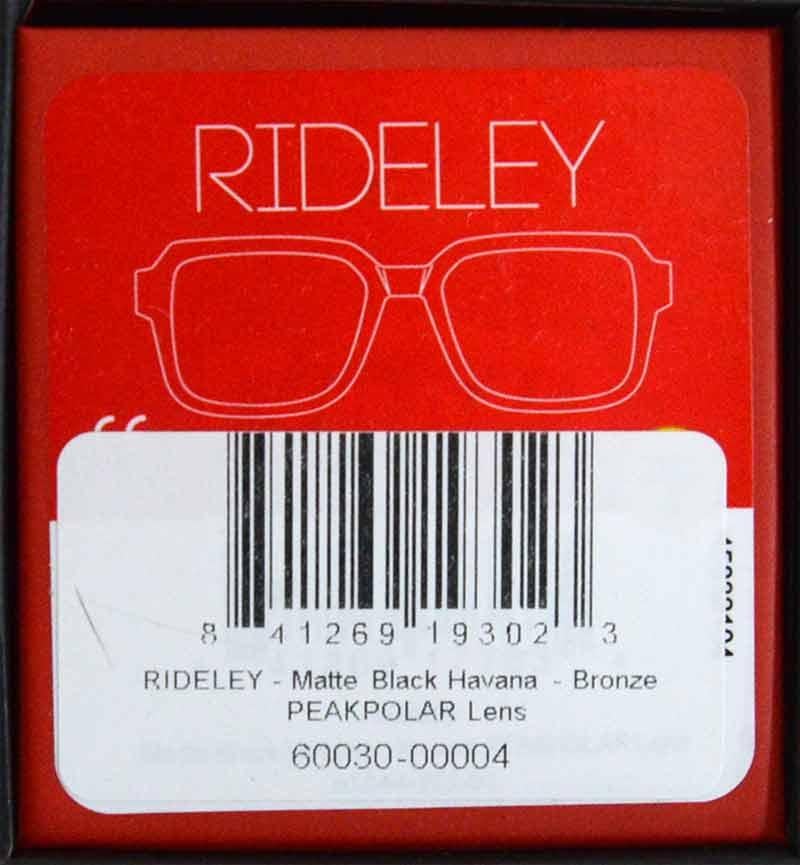 RIDELEY
8 41269 19302 3
RIDELEY - Matte Black Havana - Bronze
PEAKPOLAR Lens
60030-00004